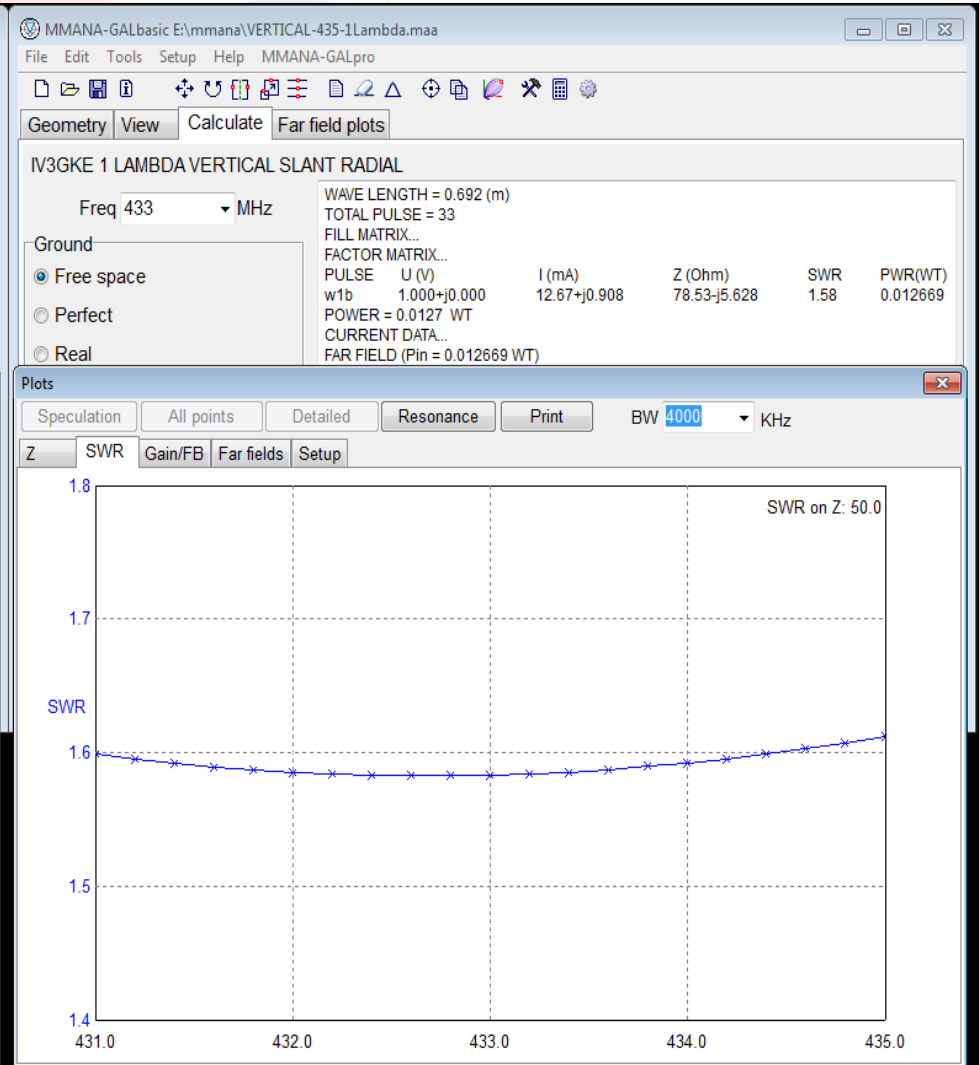 MMANA-GALbasic E:\mmana\VERTICAL-435-1Lambda.maa
File Edit Tools Setup Help MMANA-GALpro
Geometry View Calculate Far field plots
IV3GKE 1 LAMBDA VERTICAL SLANT RADIAL
Freq 433 MHz
Ground
Free space
Perfect
Real
WAVE LENGTH = 0.692 (m)
TOTAL PULSE = 33
FILL MATRIX...
FACTOR MATRIX...
PULSE U (V) I (mA) Z (Ohm) SWR PWR(WT)
w1b 1.000+j0.000 12.67+j0.908 78.53-j5.628 1.58 0.012669
POWER = 0.0127 WT
CURRENT DATA...
FAR FIELD (Pin = 0.012669 WT)
Plots
Speculation All points Detailed Resonance Print BW 4000 KHz
Z SWR Gain/FB Far fields Setup
1.8
SWR on Z: 50.0
1.7
SWR
1.6
1.5
1.4
431.0 432.0 433.0 434.0 435.0